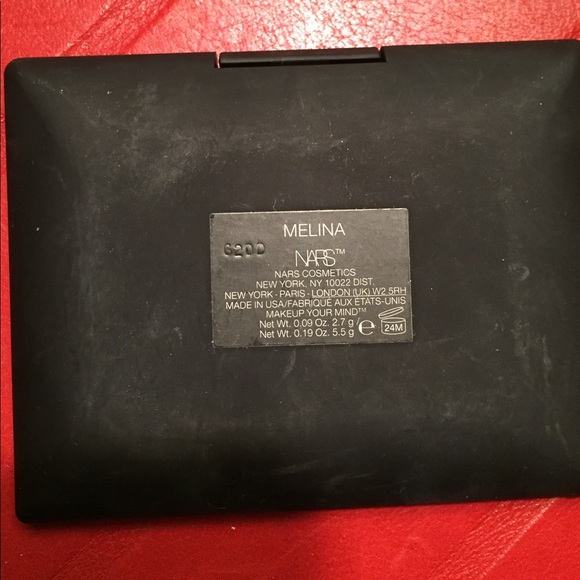 MELINA
620D
NARS™
NARS COSMETICS
NEW YORK, NY 10022 DIST.
NEW YORK - PARIS - LONDON (UK) W2 5RH
MADE IN USA/FABRIQUE AUX ETATS-UNIS
MAKEUP YOUR MIND™
Net Wt. 0.09 Oz. 2.7 g
Net Wt. 0.19 Oz. 5.5 g
℮
24M